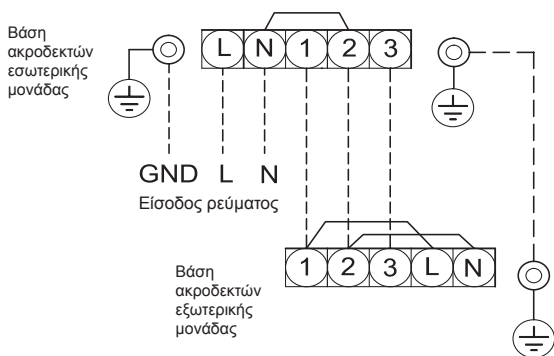 Βάση
ακροδεκτών
εσωτερικής
μονάδας
L N 1 2 3
GND L N
Είσοδος ρεύματος
1 2 3 L N
Βάση
ακροδεκτών
εξωτερικής
μονάδας